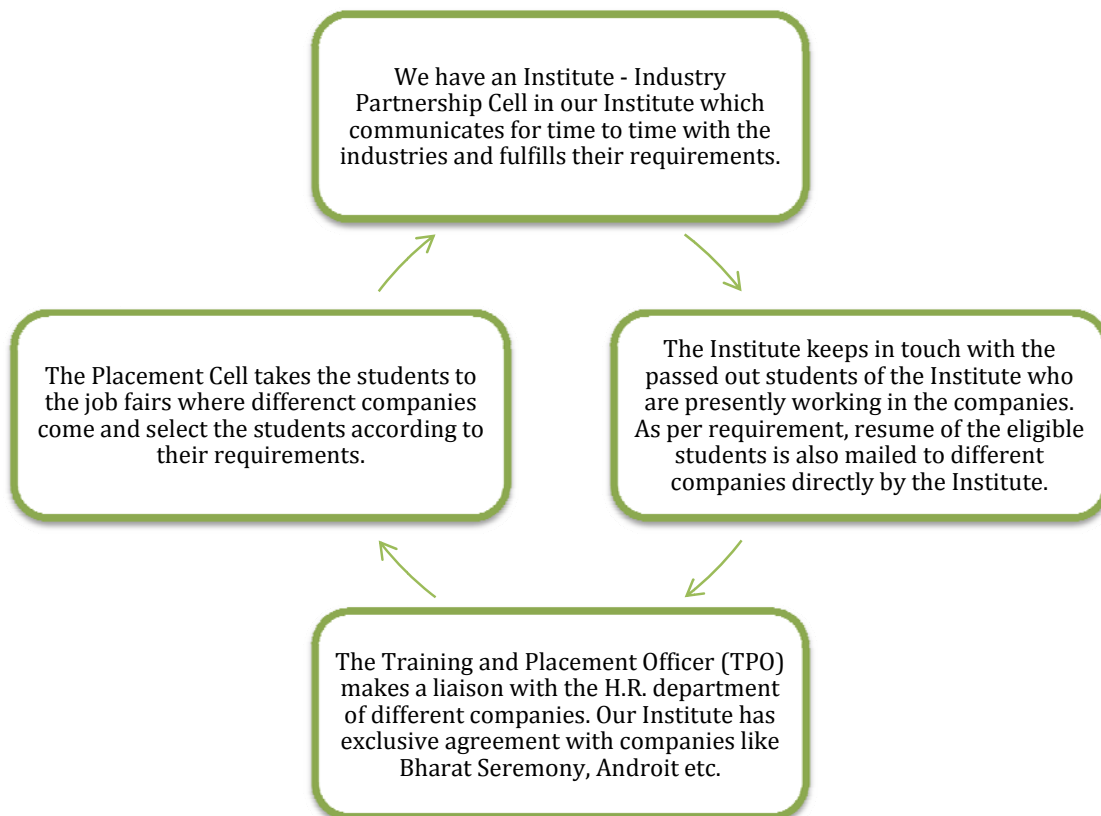 We have an Institute - Industry
Partnership Cell in our Institute which
communicates for time to time with the
industries and fulfills their requirements.
The Institute keeps in touch with the
passed out students of the Institute who
are presently working in the companies.
As per requirement, resume of the eligible
students is also mailed to different
companies directly by the Institute.
The Training and Placement Officer (TPO)
makes a liaison with the H.R. department
of different companies. Our Institute has
exclusive agreement with companies like
Bharat Seremony, Androit etc.
The Placement Cell takes the students to
the job fairs where differenct companies
come and select the students according to
their requirements.